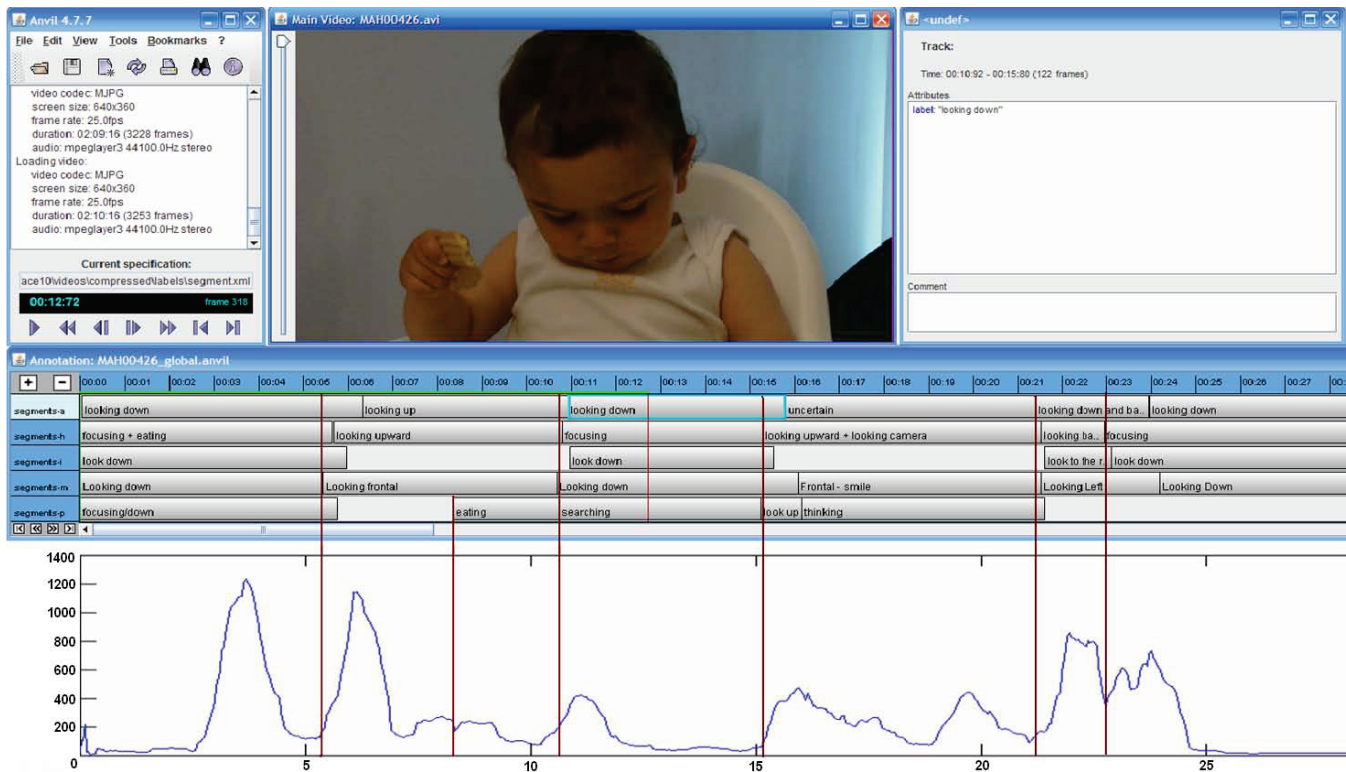 Anvil 4.7.7
File Edit View Tools Bookmarks ?
video codec: MJPG
screen size: 640x360
frame rate: 25.0fps
duration: 02:09:16 (3228 frames)
audio: mpeglayer3 44100.0Hz stereo
Loading video:
video codec: MJPG
screen size: 640x360
frame rate: 25.0fps
duration: 02:10:16 (3253 frames)
audio: mpeglayer3 44100.0Hz stereo
Current specification:
ace10\videos\compressed\labels\segment.xml
00:12:72 frame 318
Main Video: MAH00426.avi
<undef>
Track:
Time: 00:10:92 - 00:15:80 (122 frames)
Attributes
label: "looking down"
Comment
Annotation: MAH00426_global.anvil
+ - 00:00 00:01 00:02 00:03 00:04 00:05 00:06 00:07 00:08 00:09 00:10 00:11 00:12 00:13 00:14 00:15 00:16 00:17 00:18 00:19 00:20 00:21 00:22 00:23 00:24 00:25 00:26 00:27 00:
segments-a looking down looking up looking down uncertain looking down and ba.. looking down
segments-h focusing + eating looking upward focusing looking upward + looking camera looking ba.. focusing
segments-i look down look down look to the r. look down
segments-m Looking down Looking frontal Looking down Frontal - smile Looking Left Looking Down
segments-p focusing/down eating searching look up thinking
1400
1200
1000
800
600
400
200
0 5 10 15 20 25